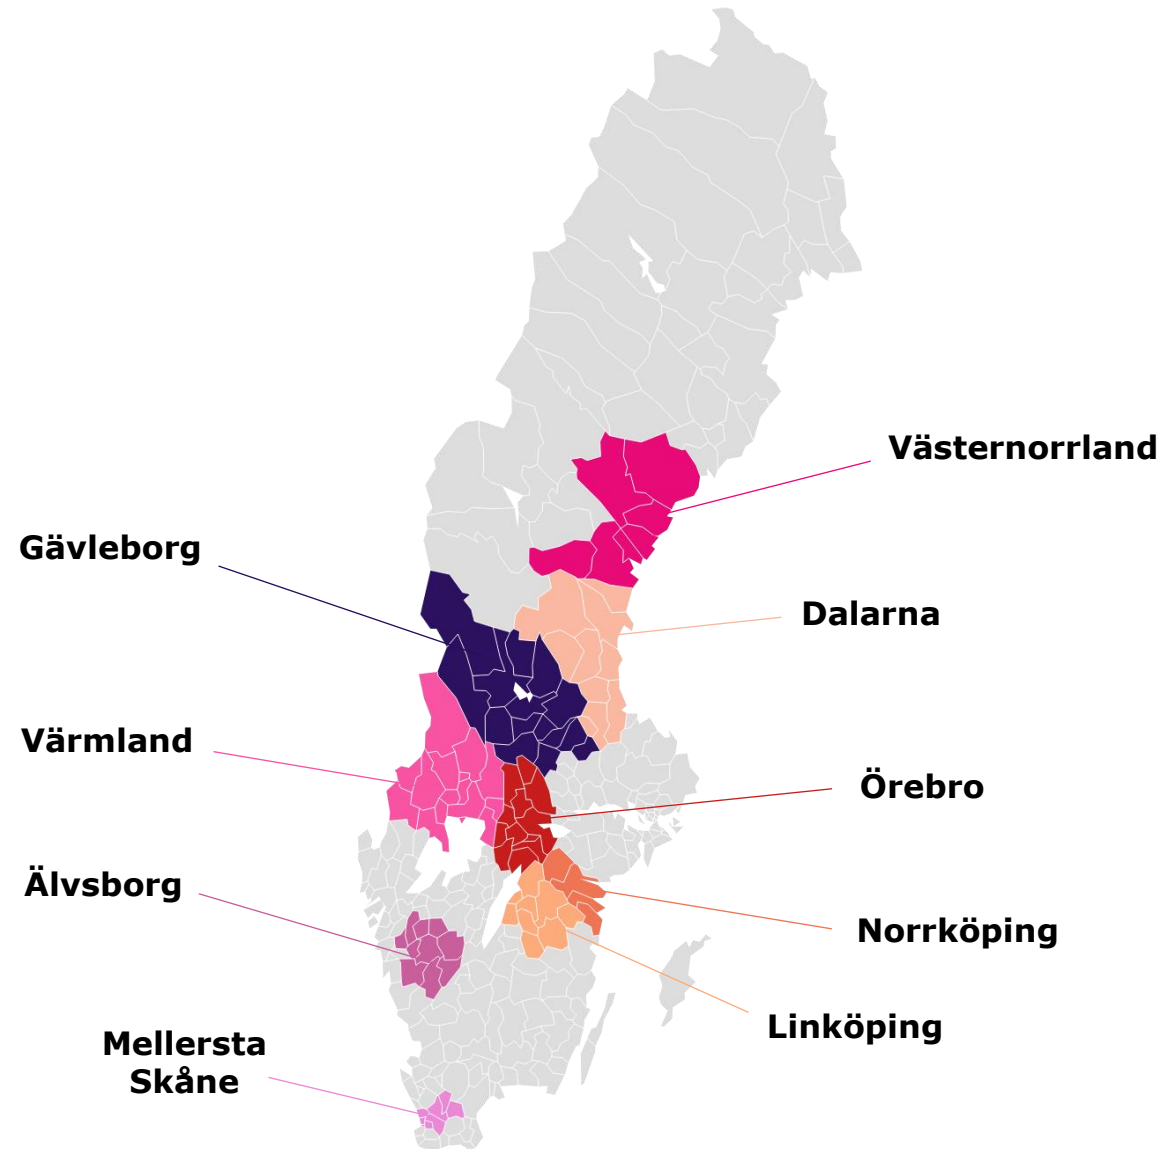 Västernorrland
Gävleborg
Dalarna
Värmland
Örebro
Älvsborg
Norrköping
Linköping
Mellersta
Skåne